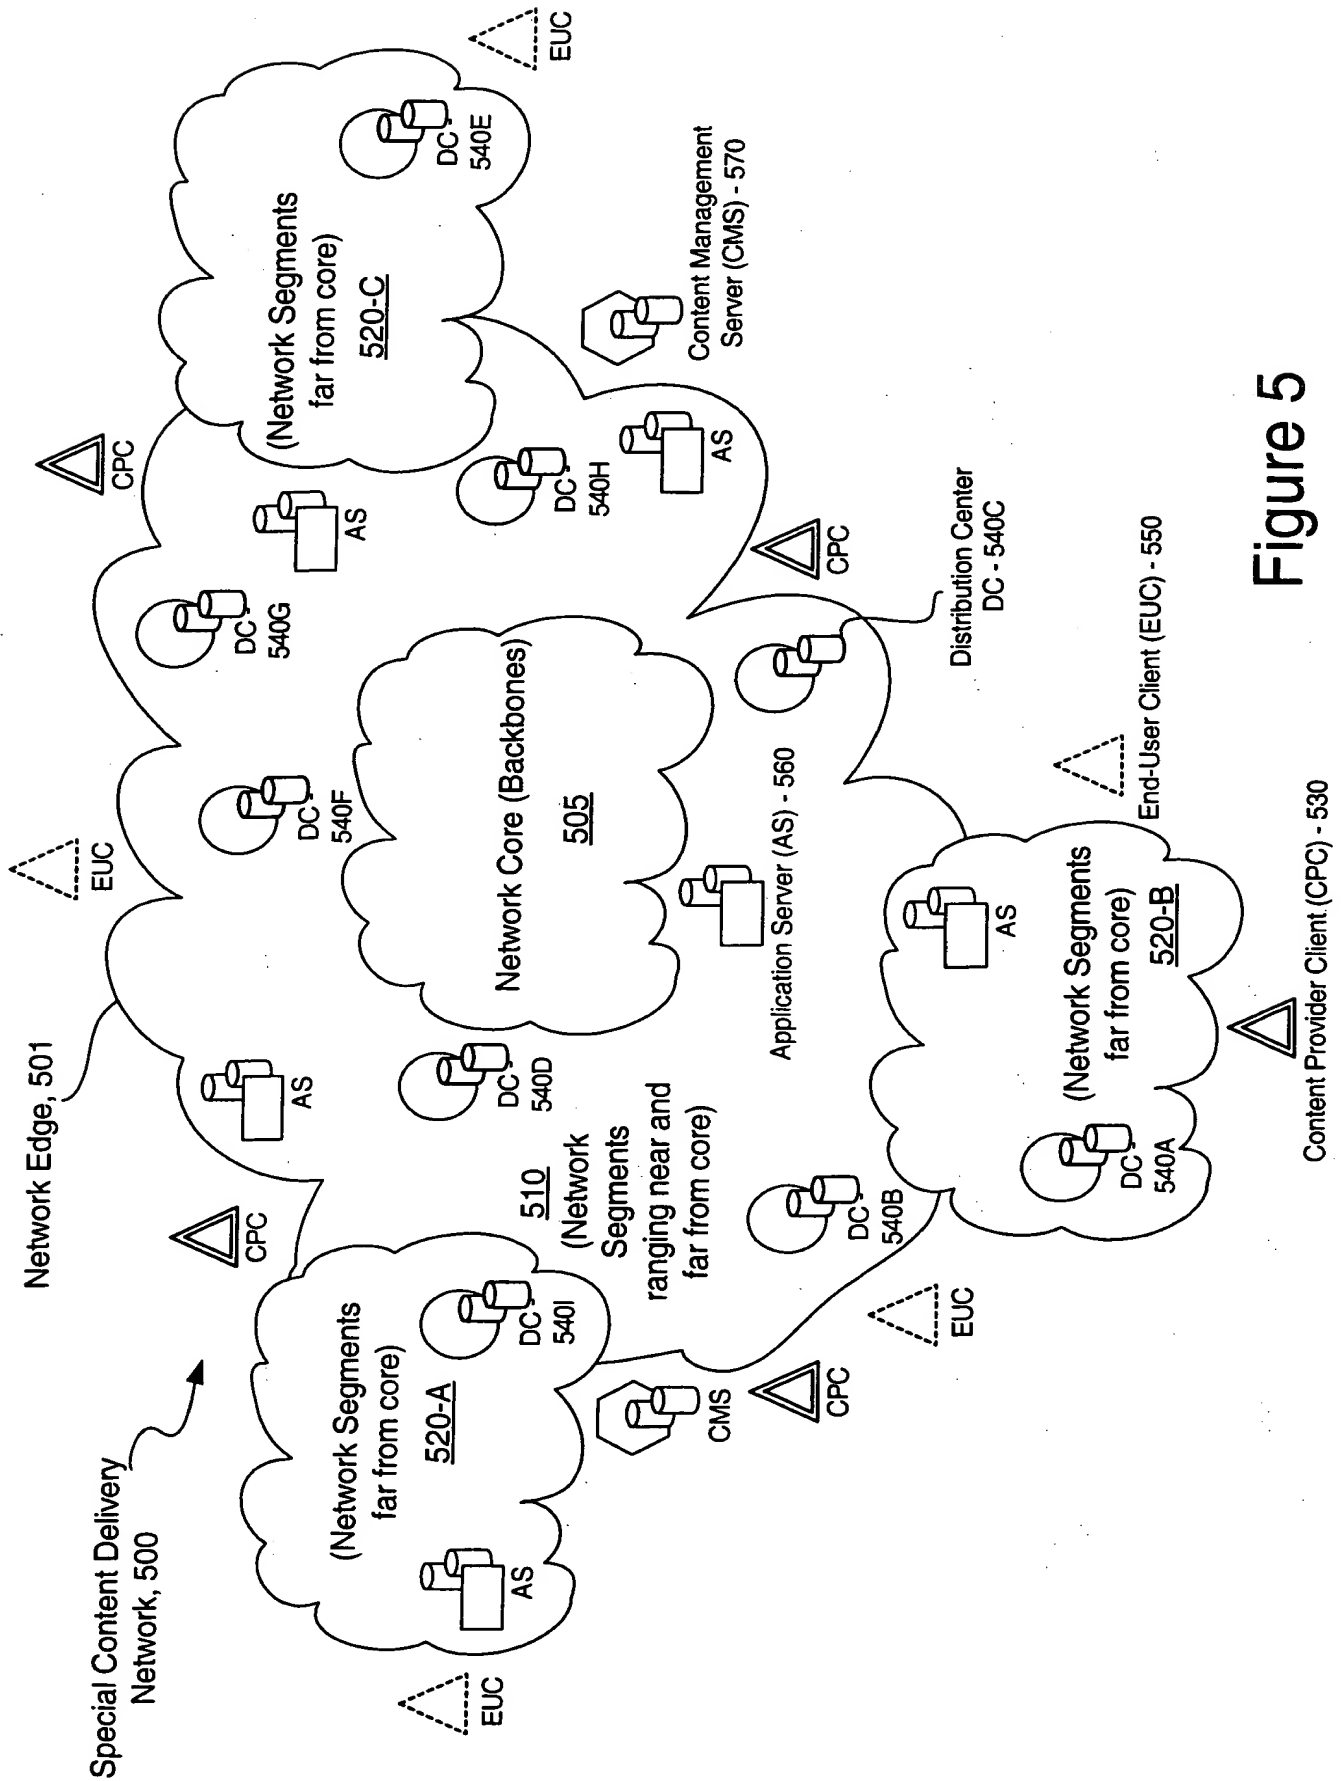 Special Content Delivery
Network, 500
Network Edge, 501
EUC
CPC
CPC
EUC
(Network Segments
far from core)
520-A
AS
DC -
540I
AS
DC -
540D
DC -
540F
DC -
540G
AS
(Network Segments
far from core)
520-C
DC -
540E
EUC
510
(Network
Segments
ranging near and
far from core)
Network Core (Backbones)
505
DC -
540H
AS
Content Management
Server (CMS) - 570
CMS
CPC
EUC
DC -
540B
Application Server (AS) - 560
CPC
Distribution Center
DC - 540C
EUC
(Network Segments
far from core)
520-B
DC -
540A
AS
End-User Client (EUC) - 550
Content Provider Client (CPC) - 530
Figure 5